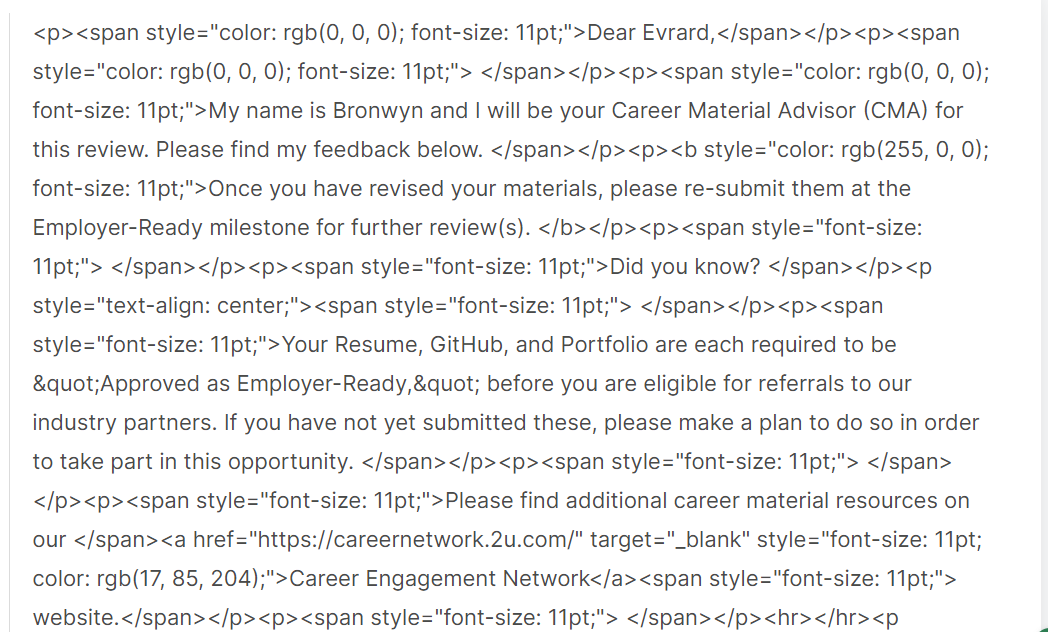 <p><span style="color: rgb(0, 0, 0); font-size: 11pt;">Dear Evrard,</span></p><p><span
style="color: rgb(0, 0, 0); font-size: 11pt;"> </span></p><p><span style="color: rgb(0, 0, 0);
font-size: 11pt;">My name is Bronwyn and I will be your Career Material Advisor (CMA) for
this review. Please find my feedback below. </span></p><p><b style="color: rgb(255, 0, 0);
font-size: 11pt;">Once you have revised your materials, please re-submit them at the
Employer-Ready milestone for further review(s). </b></p><p><span style="font-size:
11pt;"> </span></p><p><span style="font-size: 11pt;">Did you know? </span></p><p
style="text-align: center;"><span style="font-size: 11pt;"> </span></p><p><span
style="font-size: 11pt;">Your Resume, GitHub, and Portfolio are each required to be
&quot;Approved as Employer-Ready,&quot; before you are eligible for referrals to our
industry partners. If you have not yet submitted these, please make a plan to do so in order
to take part in this opportunity. </span></p><p><span style="font-size: 11pt;"> </span>
</p><p><span style="font-size: 11pt;">Please find additional career material resources on
our </span><a href="https://careernetwork.2u.com/" target="_blank" style="font-size: 11pt;
color: rgb(17, 85, 204);">Career Engagement Network</a><span style="font-size: 11pt;">
website.</span></p><p><span style="font-size: 11pt;"> </span></p><hr></hr><p